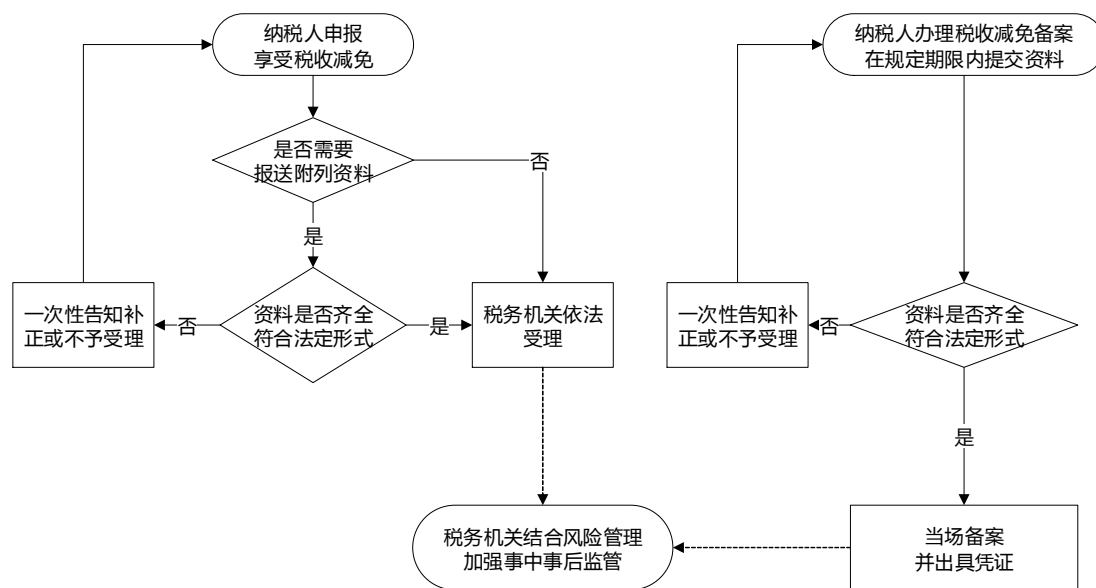 纳税人申报
享受税收减免
是否需要
报送附列资料
否
是
一次性告知补
正或不予受理
否
资料是否齐全
符合法定形式
是
税务机关依法
受理
纳税人办理税收减免备案
在规定期限内提交资料
一次性告知补
正或不予受理
否
资料是否齐全
符合法定形式
是
当场备案
并出具凭证
税务机关结合风险管理
加强事中事后监管